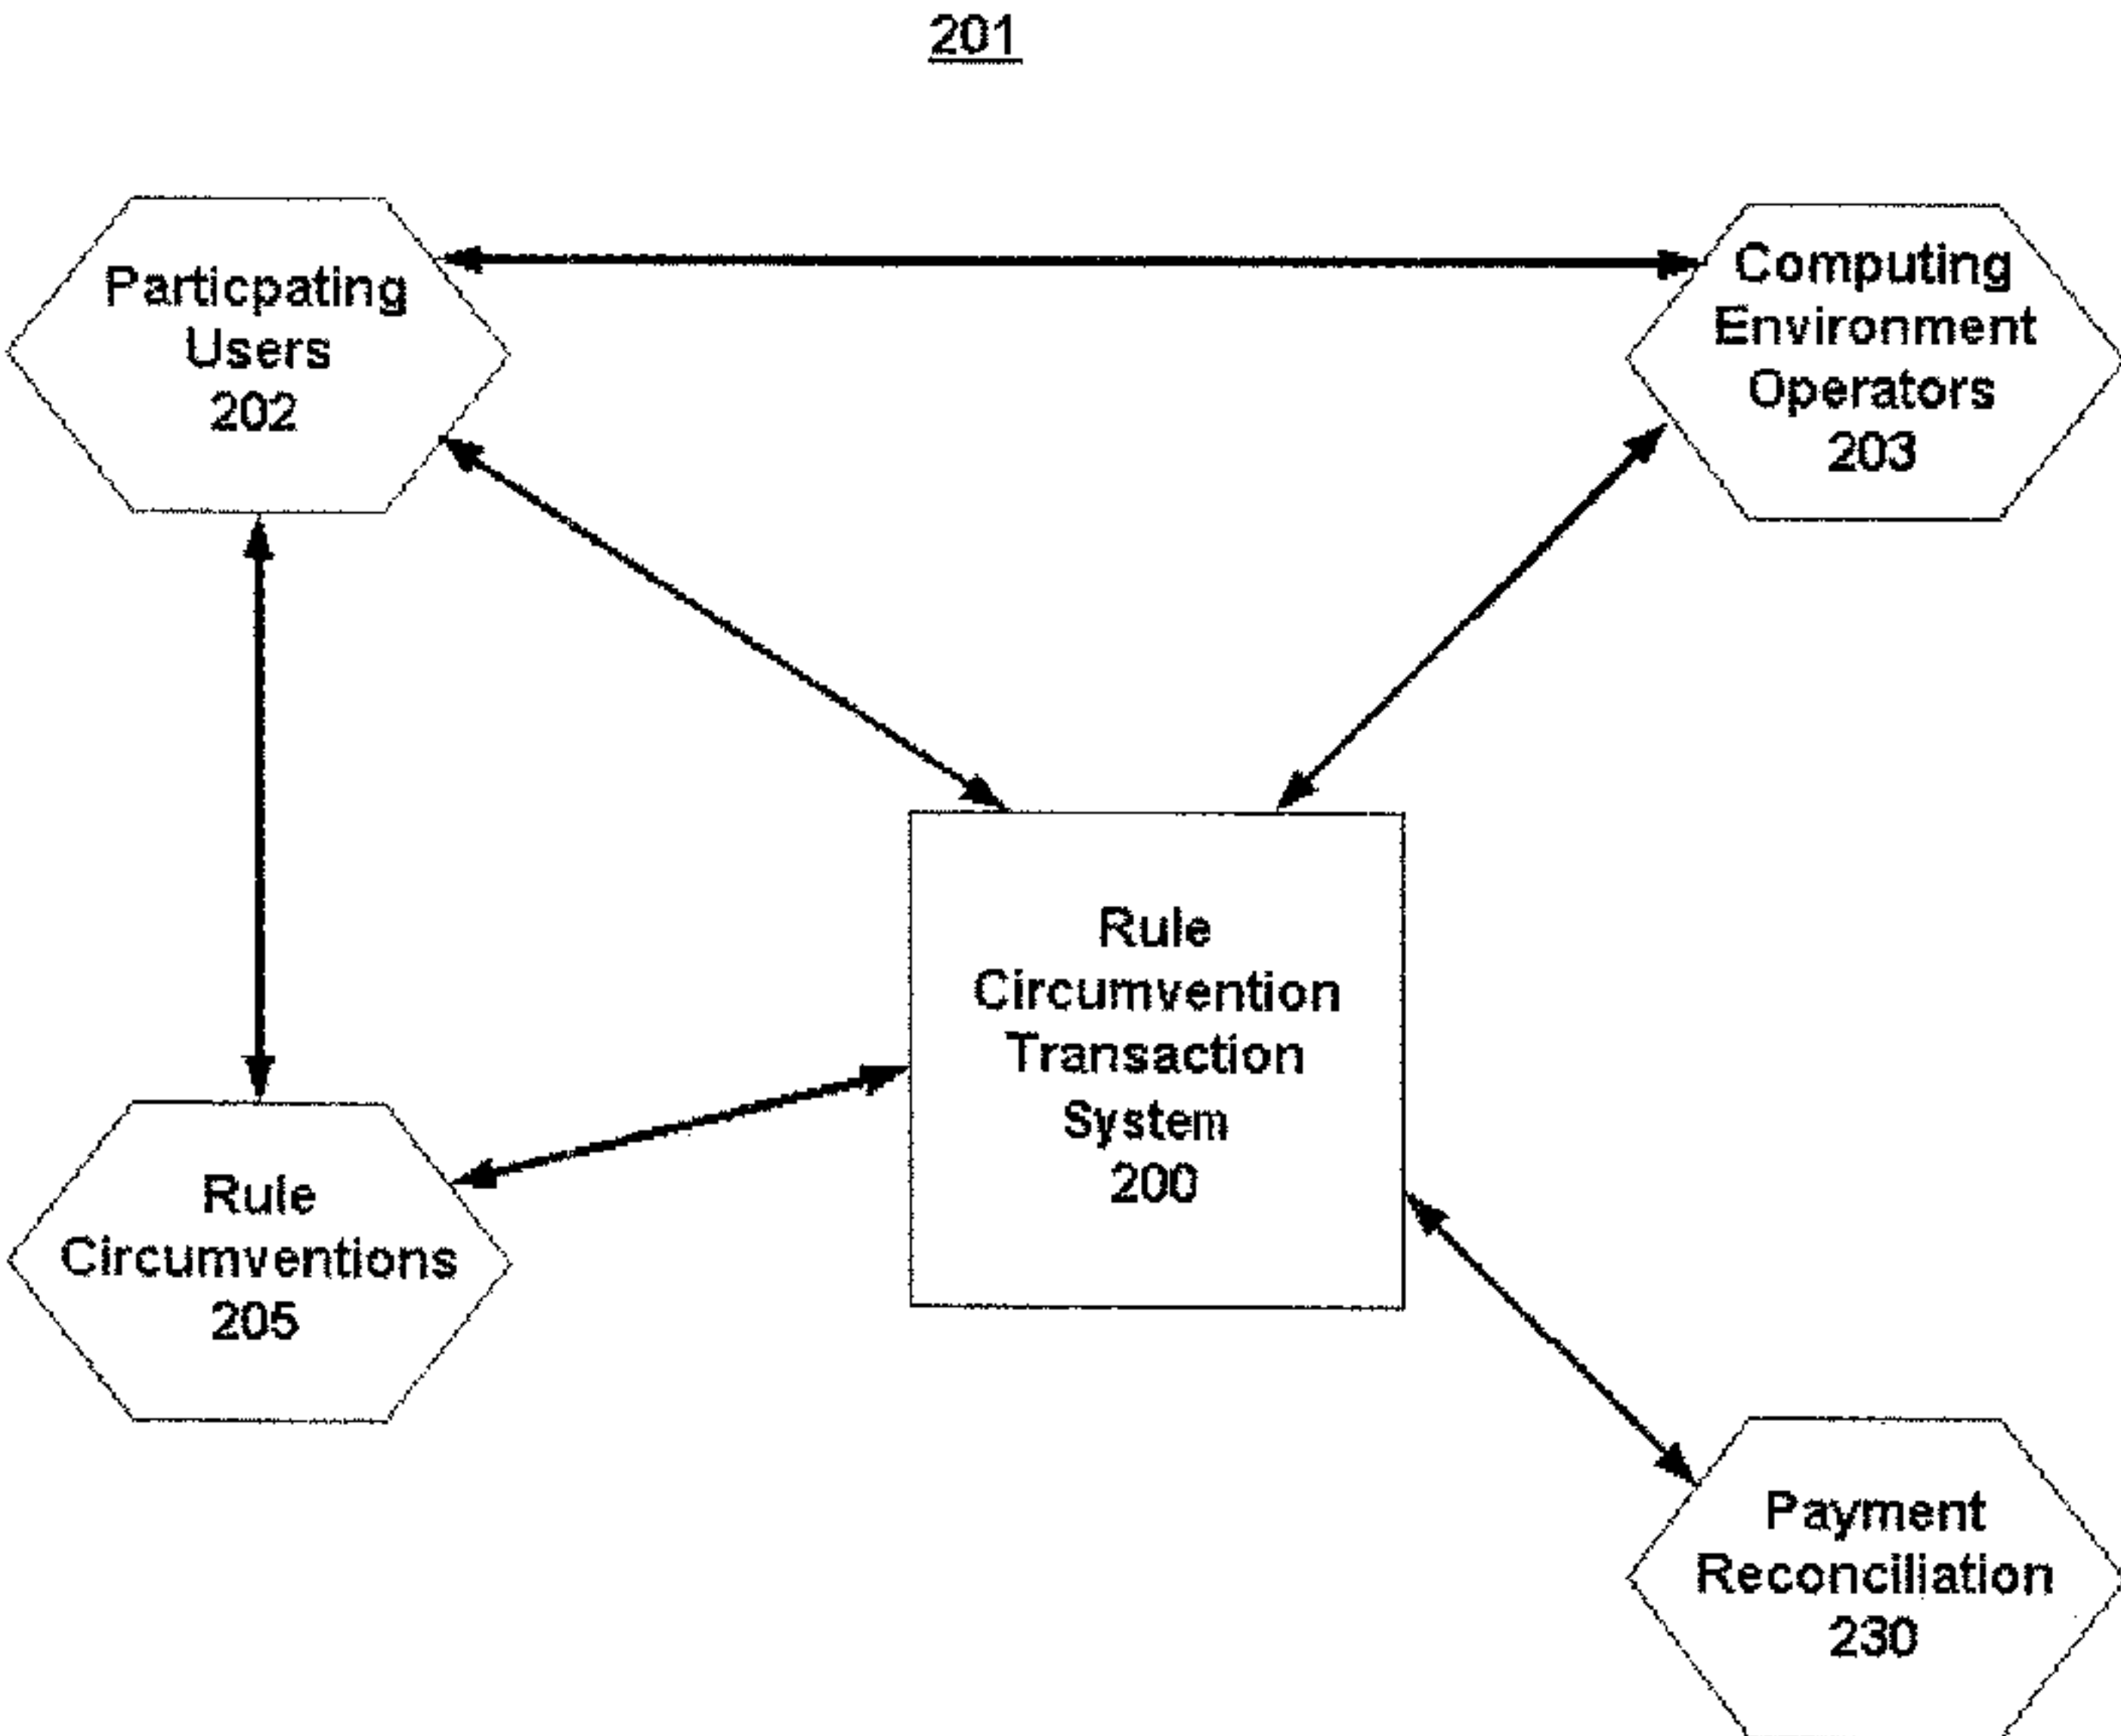 201
Particpating
Users
202
Computing
Environment
Operators
203
Rule
Circumvention
Transaction
System
200
Rule
Circumventions
205
Payment
Reconciliation
230